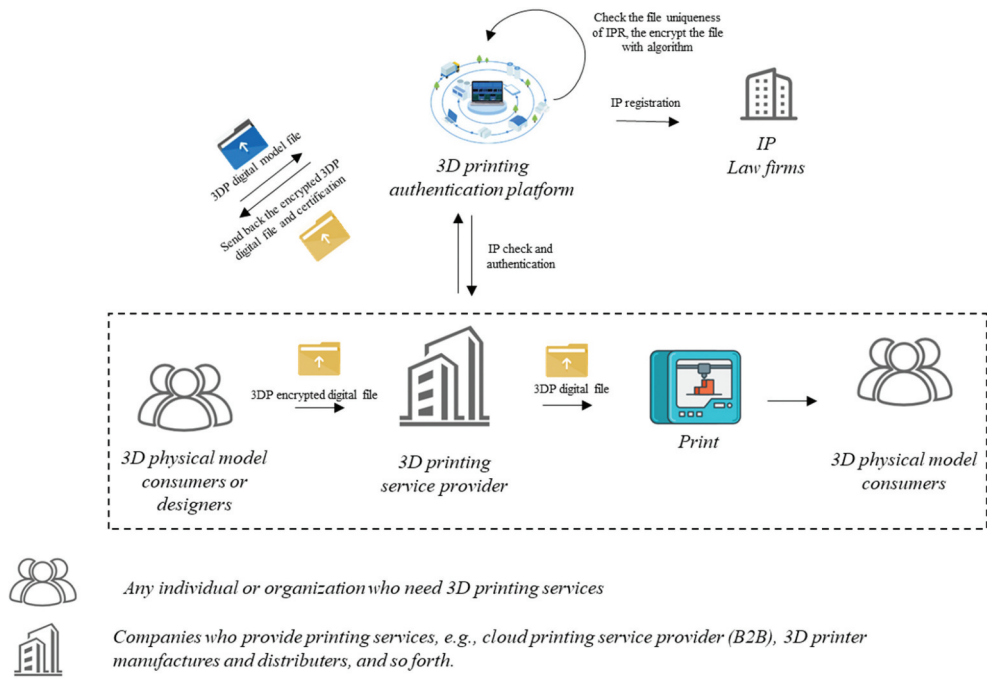 Check the file uniqueness
of IPR, the encrypt the file
with algorithm
IP registration
IP
Law firms
3D printing
authentication platform
3DP digital model file
Send back the encrypted 3DP
digital file and certification
IP check and
authentication
3DP encrypted digital file
3DP digital file
3D physical model
consumers or
designers
3D printing
service provider
Print
3D physical model
consumers
Any individual or organization who need 3D printing services
Companies who provide printing services, e.g., cloud printing service provider (B2B), 3D printer
manufactures and distributers, and so forth.